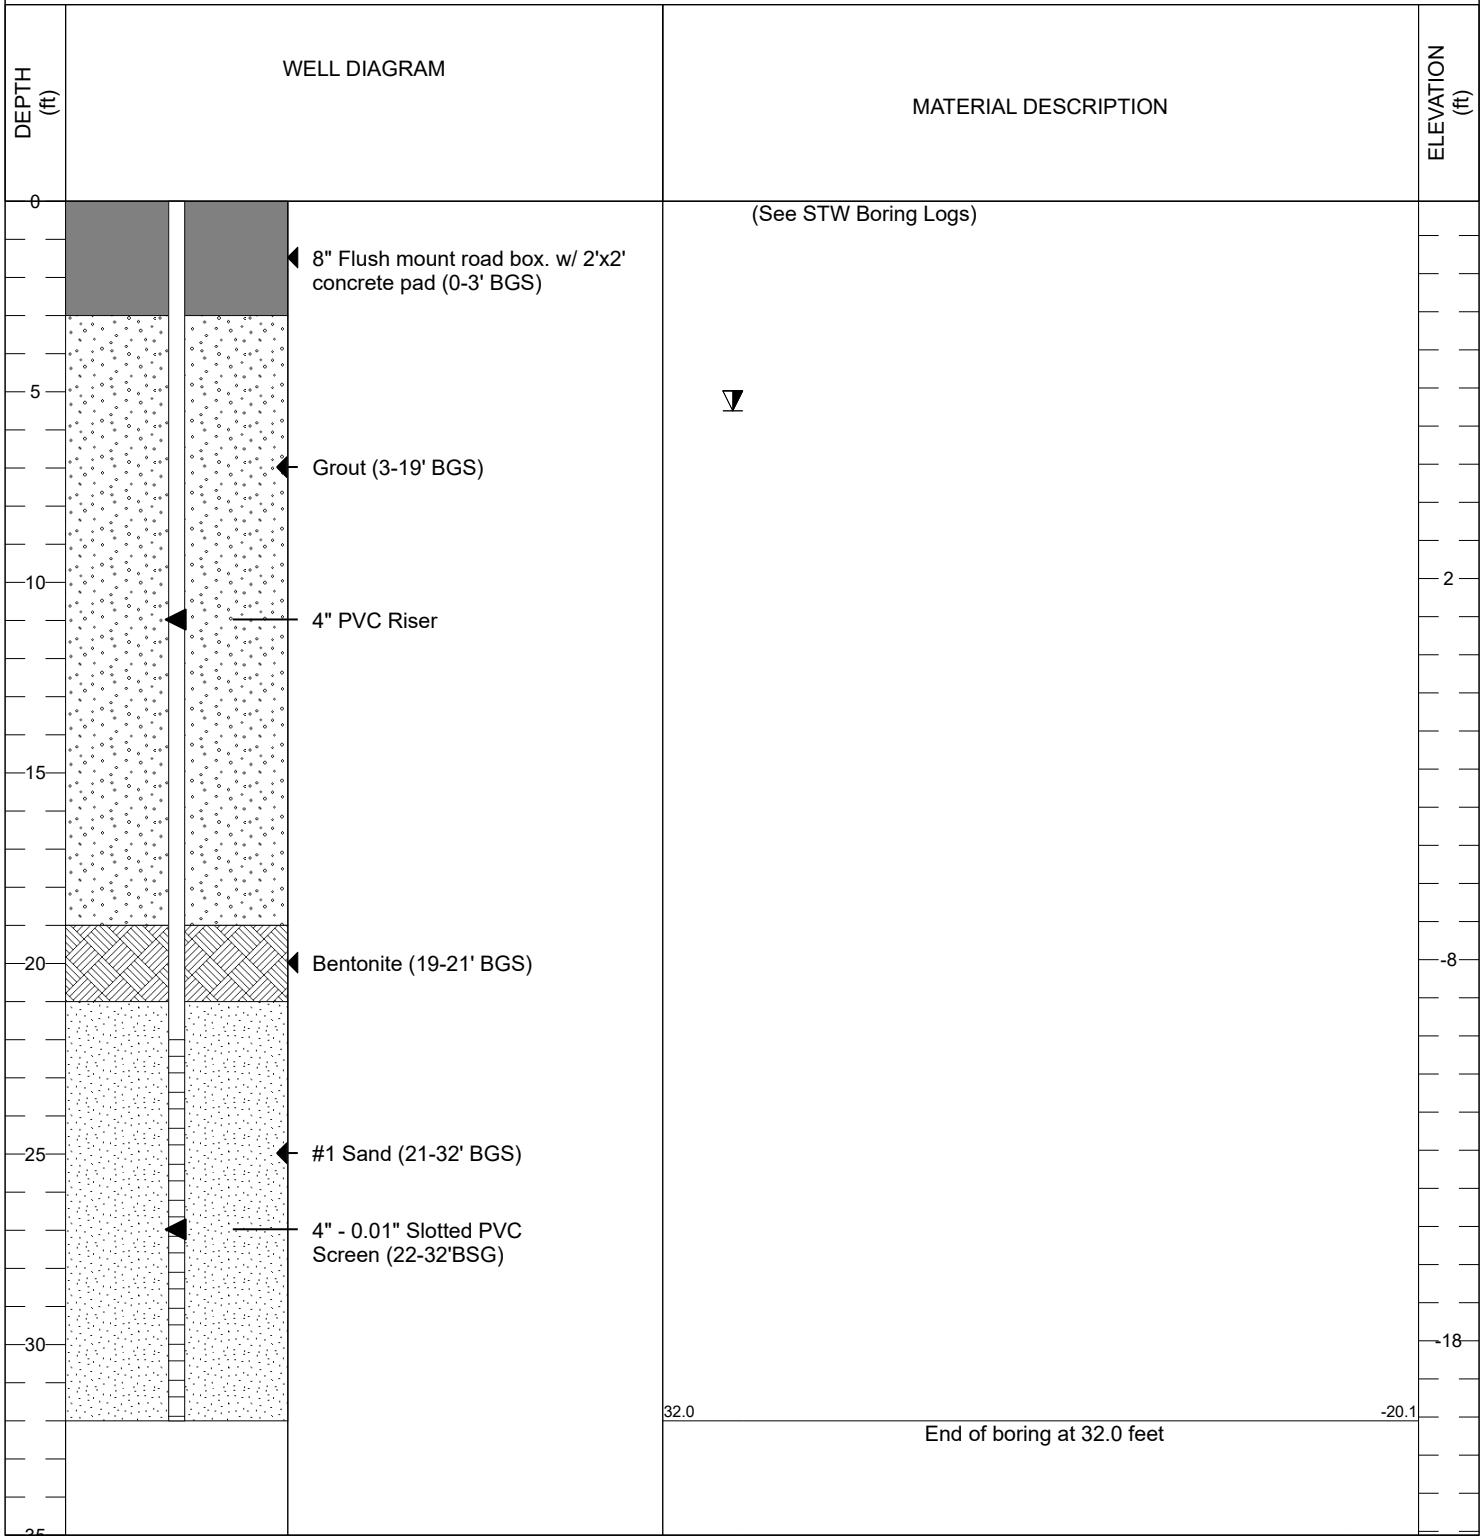 DEPTH
(ft)
WELL DIAGRAM
MATERIAL DESCRIPTION
ELEVATION
(ft)
0
(See STW Boring Logs)
8" Flush mount road box. w/ 2'x2'
concrete pad (0-3' BGS)
5
Grout (3-19' BGS)
10
2
4" PVC Riser
15
20
Bentonite (19-21' BGS)
-8
25
#1 Sand (21-32' BGS)
4" - 0.01" Slotted PVC
Screen (22-32'BSG)
30
-18
32.0
-20.1
End of boring at 32.0 feet
35